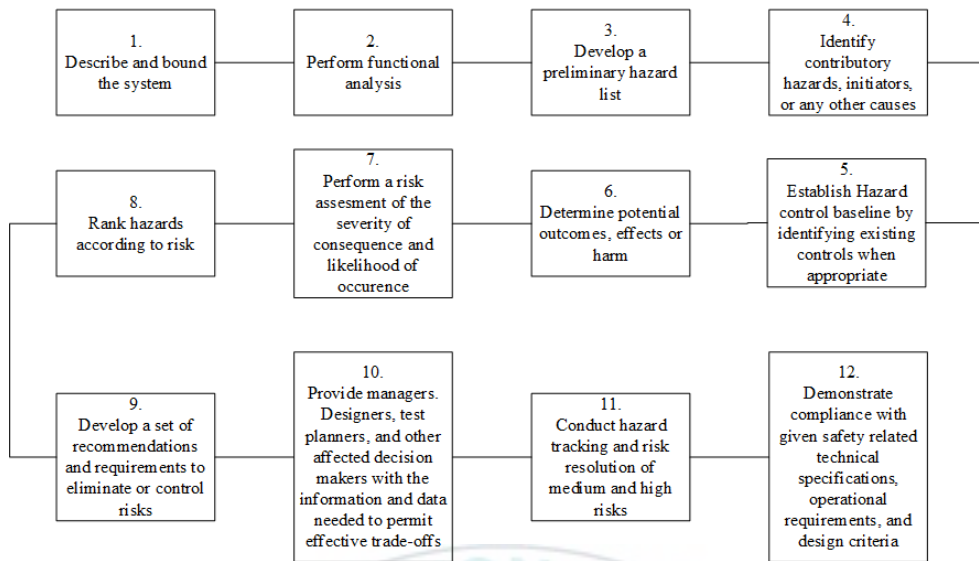 1.
Describe and bound
the system
2.
Perform functional
analysis
3.
Develop a
preliminary hazard
list
4.
Identify
contributory
hazards, initiators,
or any other causes
5.
Establish Hazard
control baseline by
identifying existing
controls when
appropriate
6.
Determine potential
outcomes, effects or
harm
7.
Perform a risk
assesment of the
severity of
consequence and
likelihood of
occurence
8.
Rank hazards
according to risk
9.
Develop a set of
recommendations
and requirements to
eliminate or control
risks
10.
Provide managers.
Designers, test
planners, and other
affected decision
makers with the
information and data
needed to permit
effective trade-offs
11.
Conduct hazard
tracking and risk
resolution of
medium and high
risks
12.
Demonstrate
compliance with
given safety related
technical
specifications,
operational
requirements, and
design criteria